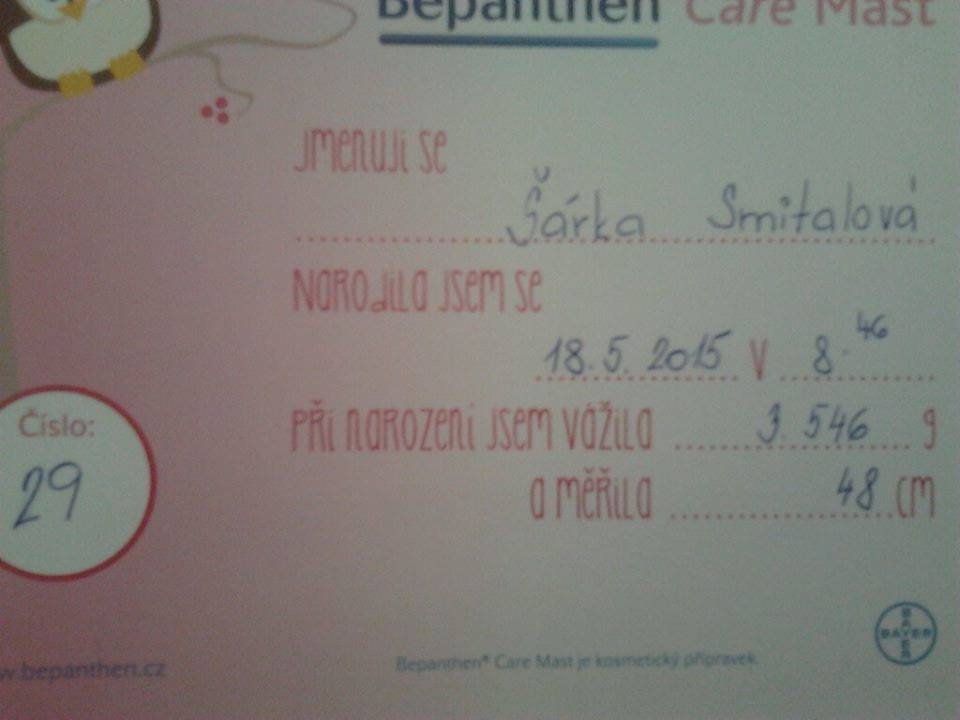 Bepanthen Care Mast
Jmenuji se
Šárka Smitalová
Narodila jsem se
18.5.2015 v 8.46
Při narození jsem vážila 3 546 g
a měřila 48 cm
Číslo:
29
w.bepanthen.cz
Bepanthen® Care Mast je kosmetický přípravek.
BAYER